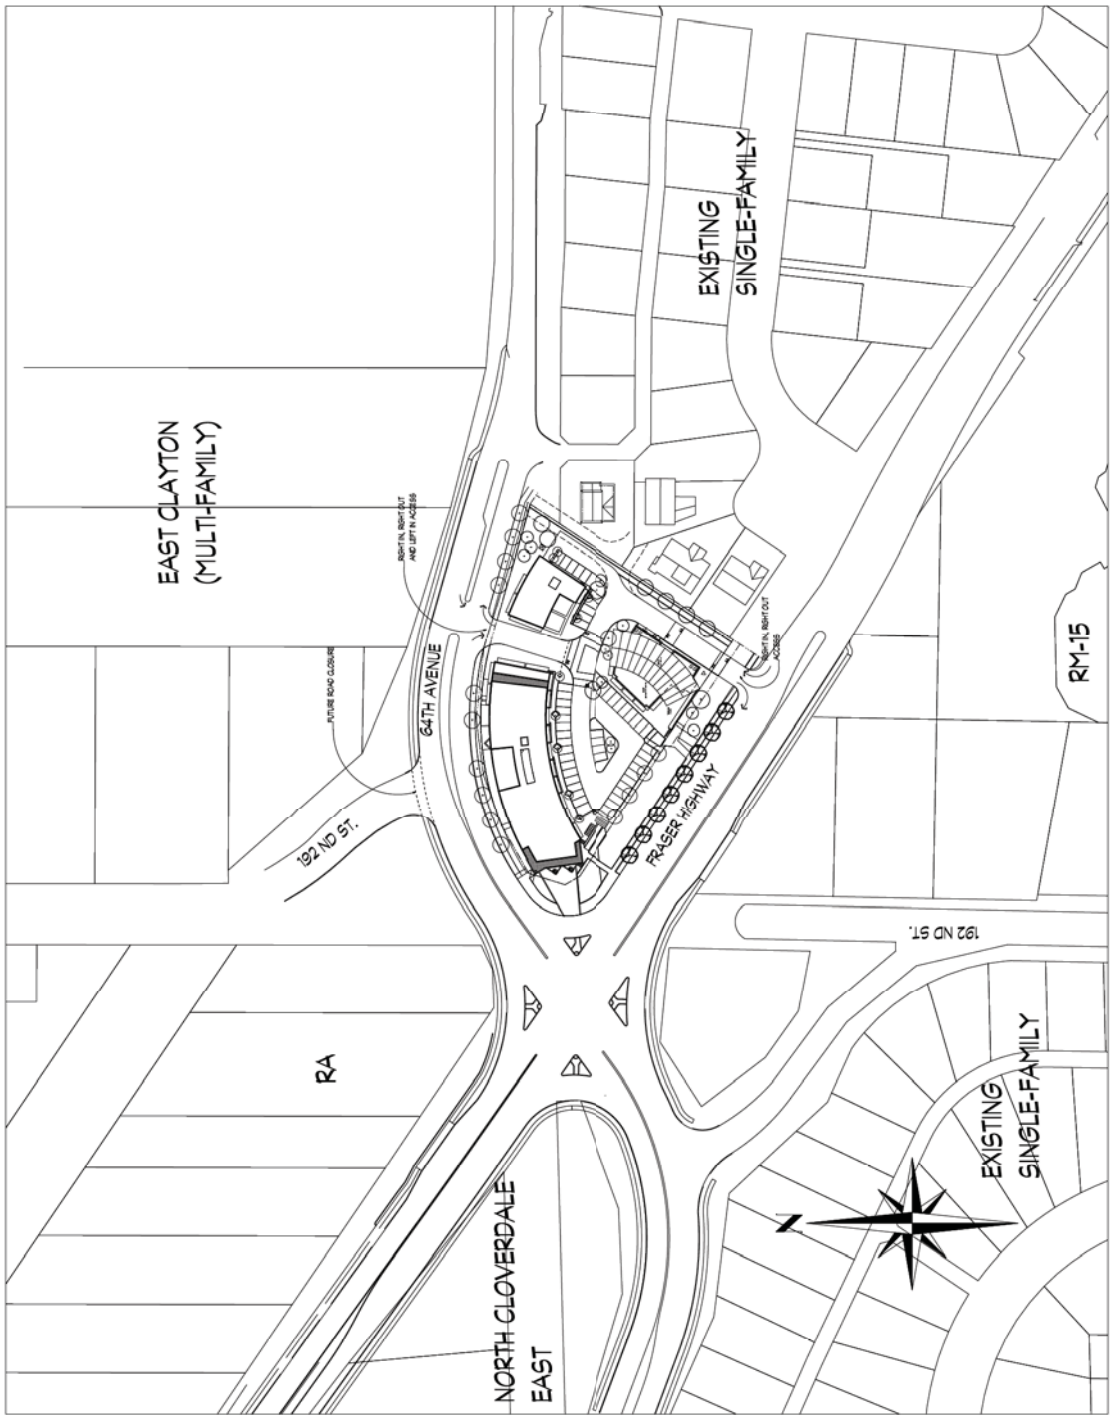 EAST CLAYTON
(MULTI-FAMILY)
RIGHT IN, RIGHT OUT
AND LEFT IN ACCESS
FUTURE ROAD CLOSURE
64TH AVENUE
192 ND ST.
EXISTING
SINGLE-FAMILY
RIGHT IN, RIGHT OUT
ACCESS
FRASER HIGHWAY
RM-15
192 ND ST.
RA
NORTH CLOVERDALE
EAST
EXISTING
SINGLE-FAMILY
N